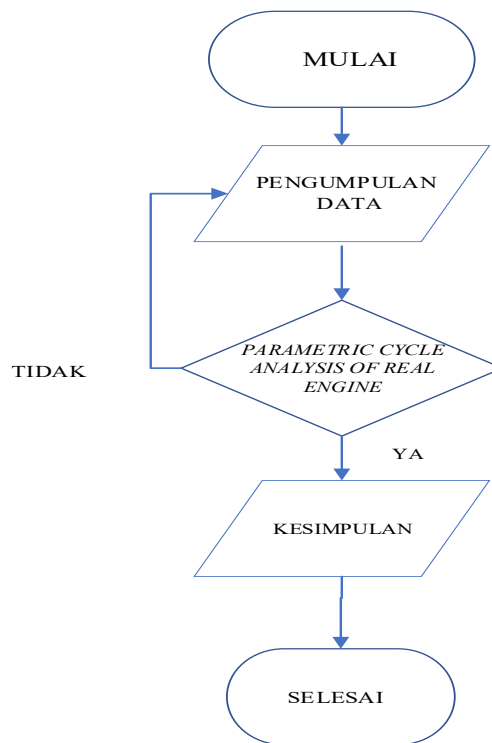 MULAI
PENGUMPULAN
DATA
PARAMETRIC CYCLE
ANALYSIS OF REAL
ENGINE
TIDAK
YA
KESIMPULAN
SELESAI